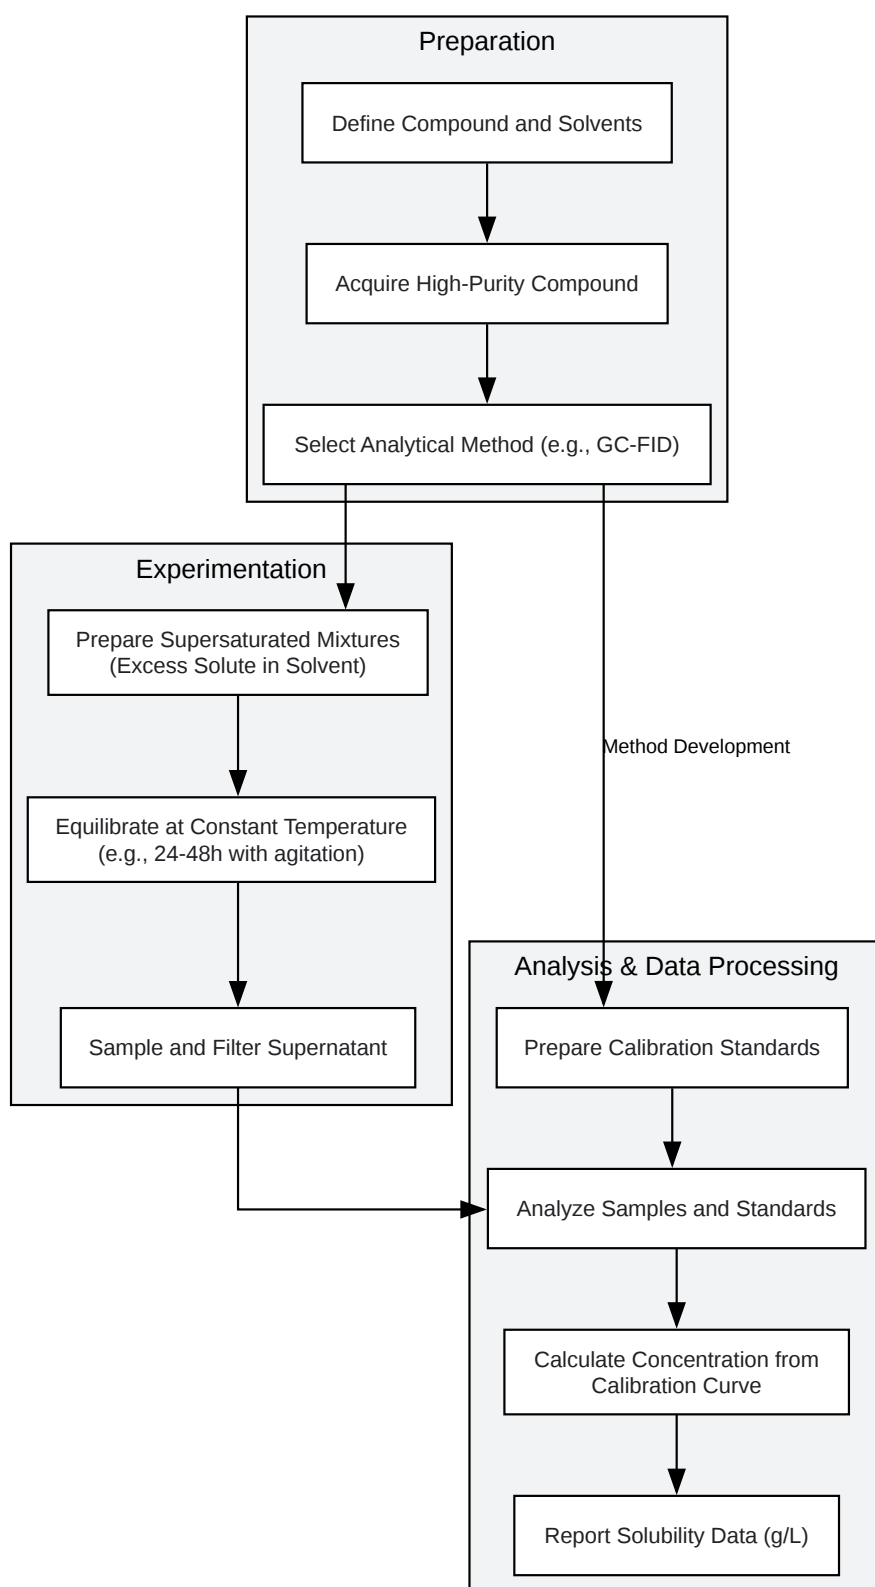 Preparation
Define Compound and Solvents
Acquire High-Purity Compound
Select Analytical Method (e.g., GC-FID)
Experimentation
Prepare Supersaturated Mixtures
(Excess Solute in Solvent)
Method Development
Equilibrate at Constant Temperature
(e.g., 24-48h with agitation)
Sample and Filter Supernatant
Analysis & Data Processing
Prepare Calibration Standards
Analyze Samples and Standards
Calculate Concentration from
Calibration Curve
Report Solubility Data (g/L)